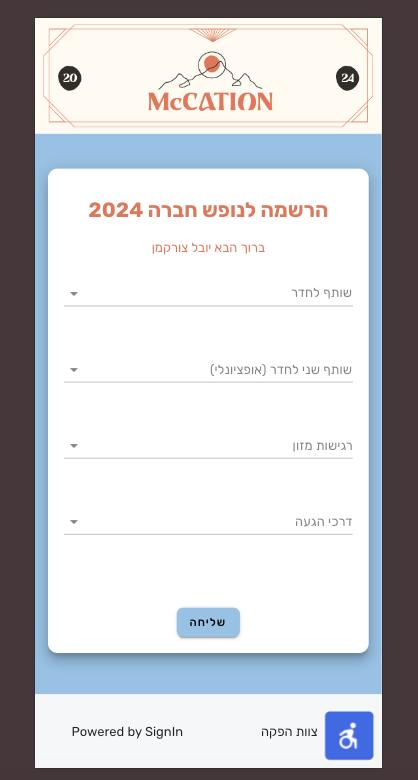 20
24
McCATION
הרשמה לנופש חברה 2024
ברוך הבא יובל צורקמן
שותף לחדר
שותף שני לחדר (אופציונלי)
רגישות מזון
דרכי הגעה
שליחה
צוות הפקה
Powered by SignIn